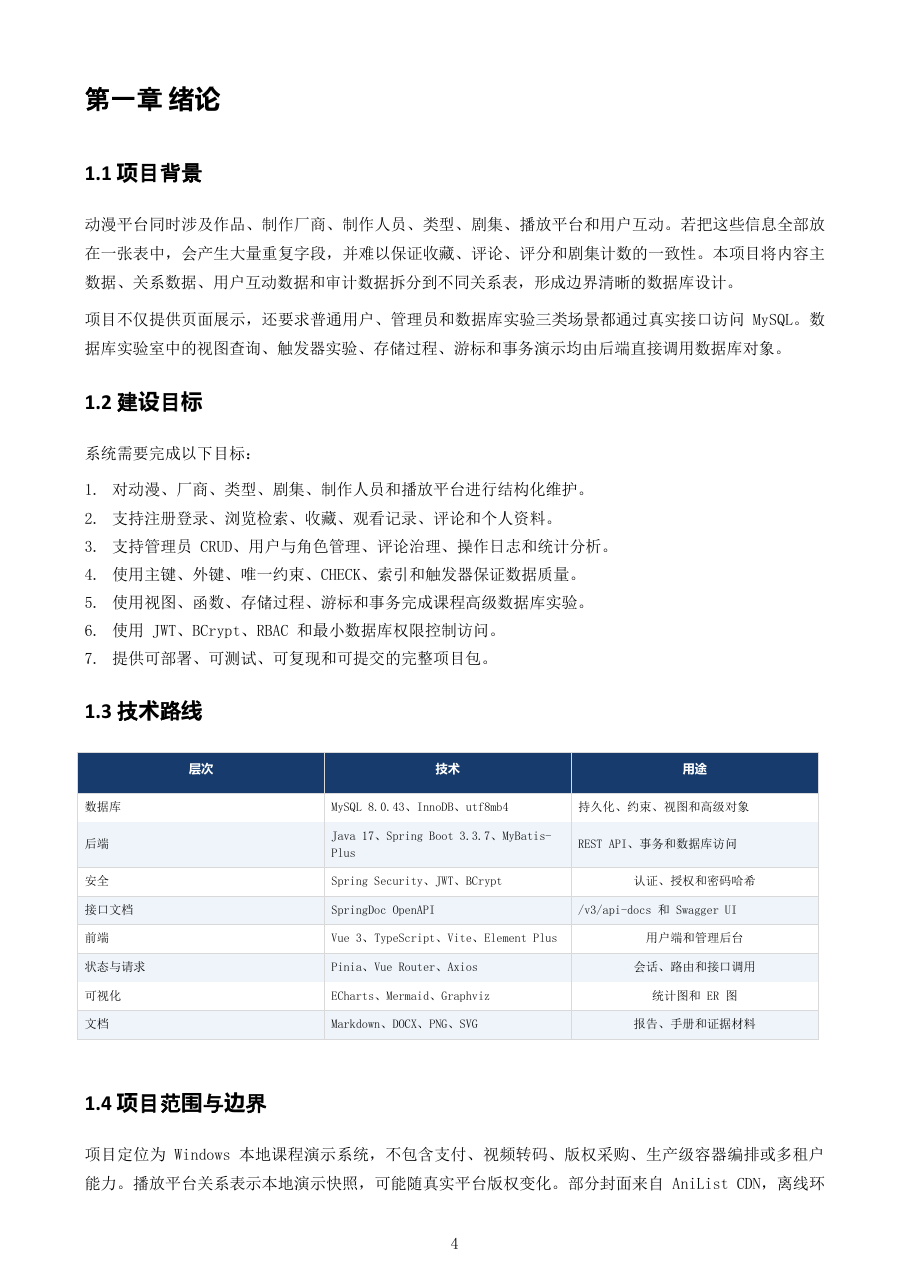 第一章 绪论
1.1 项目背景
动漫平台同时涉及作品、制作厂商、制作人员、类型、剧集、播放平台和用户互动。若把这些信息全部放
在一张表中，会产生大量重复字段，并难以保证收藏、评论、评分和剧集计数的一致性。本项目将内容主
数据、关系数据、用户互动数据和审计数据拆分到不同关系表，形成边界清晰的数据库设计。
项目不仅提供页面展示，还要求普通用户、管理员和数据库实验三类场景都通过真实接口访问 MySQL。数
据库实验室中的视图查询、触发器实验、存储过程、游标和事务演示均由后端直接调用数据库对象。
1.2 建设目标
系统需要完成以下目标：
1. 对动漫、厂商、类型、剧集、制作人员和播放平台进行结构化维护。
2. 支持注册登录、浏览检索、收藏、观看记录、评论和个人资料。
3. 支持管理员 CRUD、用户与角色管理、评论治理、操作日志和统计分析。
4. 使用主键、外键、唯一约束、CHECK、索引和触发器保证数据质量。
5. 使用视图、函数、存储过程、游标和事务完成课程高级数据库实验。
6. 使用 JWT、BCrypt、RBAC 和最小数据库权限控制访问。
7. 提供可部署、可测试、可复现和可提交的完整项目包。
1.3 技术路线
层次 技术 用途
数据库 MySQL 8.0.43、InnoDB、utf8mb4 持久化、约束、视图和高级对象
后端 Java 17、Spring Boot 3.3.7、MyBatis-
Plus REST API、事务和数据库访问
安全 Spring Security、JWT、BCrypt 认证、授权和密码哈希
接口文档 SpringDoc OpenAPI /v3/api-docs 和 Swagger UI
前端 Vue 3、TypeScript、Vite、Element Plus 用户端和管理后台
状态与请求 Pinia、Vue Router、Axios 会话、路由和接口调用
可视化 ECharts、Mermaid、Graphviz 统计图和 ER 图
文档 Markdown、DOCX、PNG、SVG 报告、手册和证据材料
1.4 项目范围与边界
项目定位为 Windows 本地课程演示系统，不包含支付、视频转码、版权采购、生产级容器编排或多租户
能力。播放平台关系表示本地演示快照，可能随真实平台版权变化。部分封面来自 AniList CDN，离线环
4